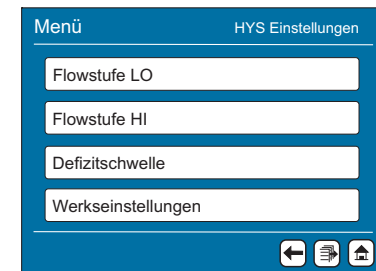 Menü HYS Einstellungen
Flowstufe LO
Flowstufe HI
Defizitschwelle
Werkseinstellungen